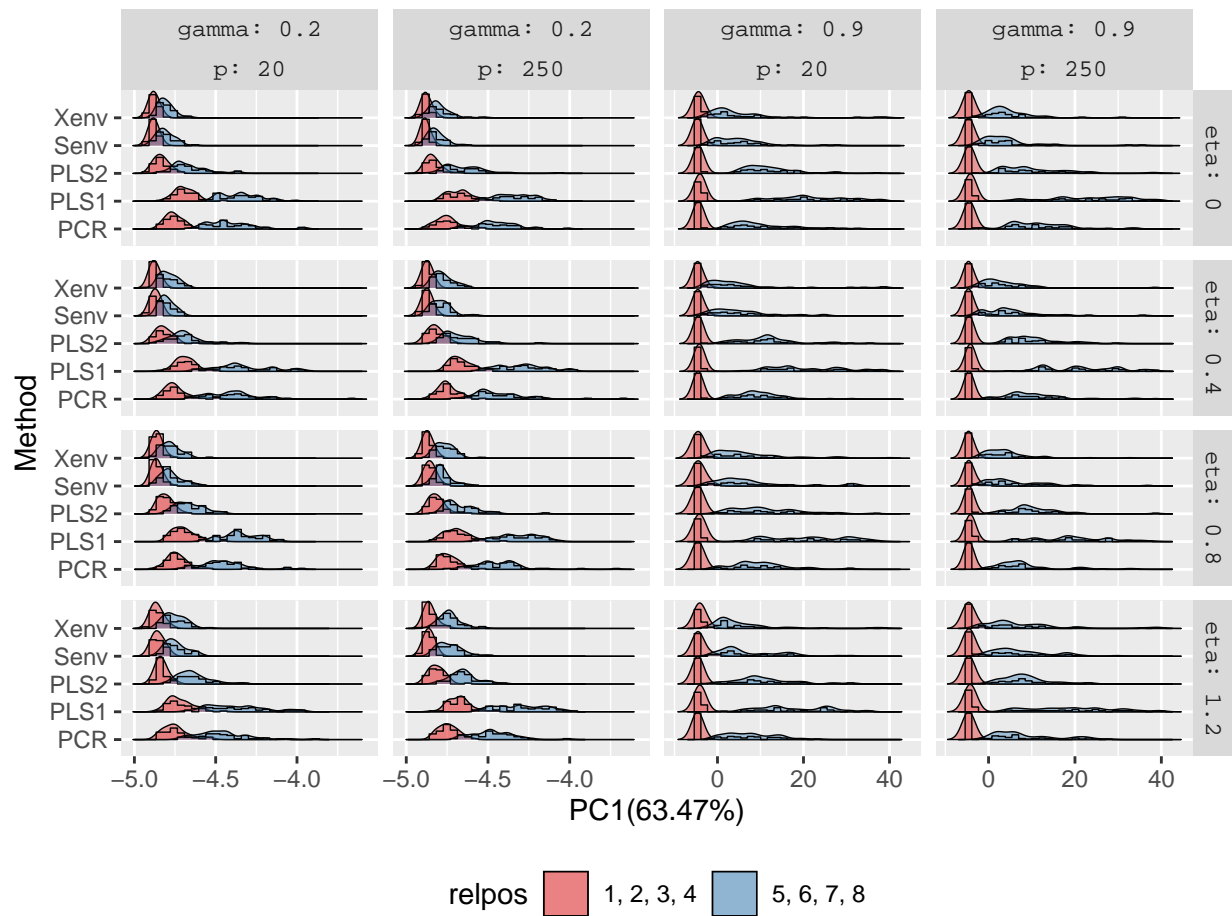 gamma: 0.2
p: 20
gamma: 0.2
p: 250
gamma: 0.9
p: 20
gamma: 0.9
p: 250
Xenv
Senv
PLS2
PLS1
PCR
eta: 0
Xenv
Senv
PLS2
PLS1
PCR
eta: 0.4
Method
Xenv
Senv
PLS2
PLS1
PCR
eta: 0.8
Xenv
Senv
PLS2
PLS1
PCR
eta: 1.2
−5.0 −4.5 −4.0
−5.0 −4.5 −4.0
0 20 40
0 20 40
PC1(63.47%)
relpos 1, 2, 3, 4 5, 6, 7, 8